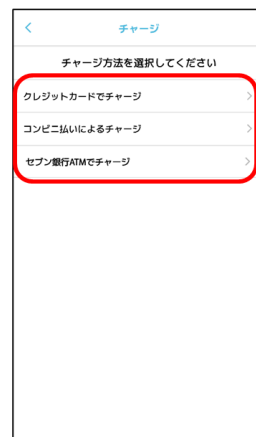 チャージ
チャージ方法を選択してください
クレジットカードでチャージ
コンビニ払いによるチャージ
セブン銀行ATMでチャージ